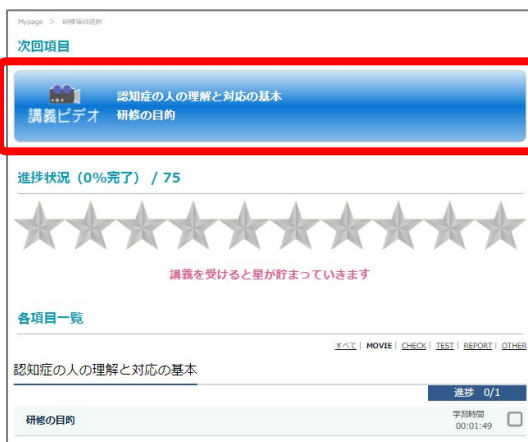 Mypage > 研修項目選択
次回項目
講義ビデオ
認知症の人の理解と対応の基本
研修の目的
進捗状況（0%完了）/ 75
講義を受けると星が貯まっていきます
各項目一覧
すべて | MOVIE | CHECK | TEST | REPORT | OTHER
認知症の人の理解と対応の基本
進捗 0/1
研修の目的
学習時間
00:01:49